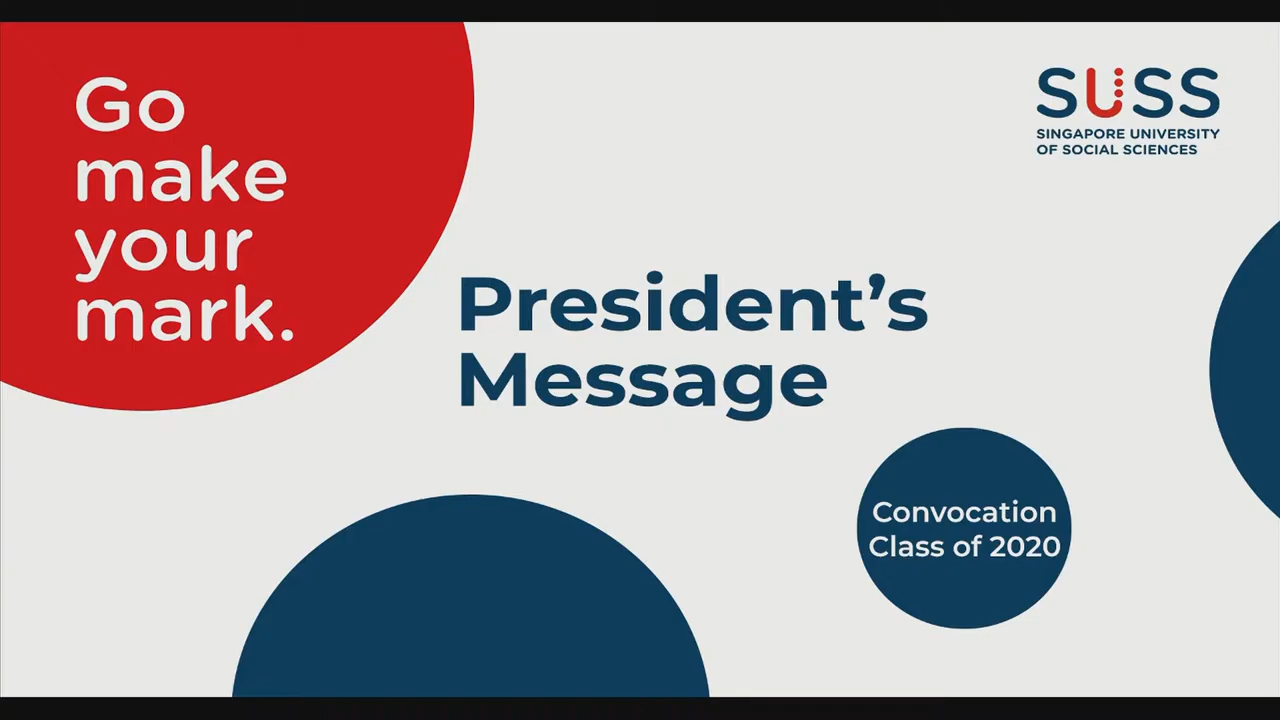 Go
make
your
mark.
SUSS
SINGAPORE UNIVERSITY
OF SOCIAL SCIENCES
President’s
Message
Convocation
Class of 2020